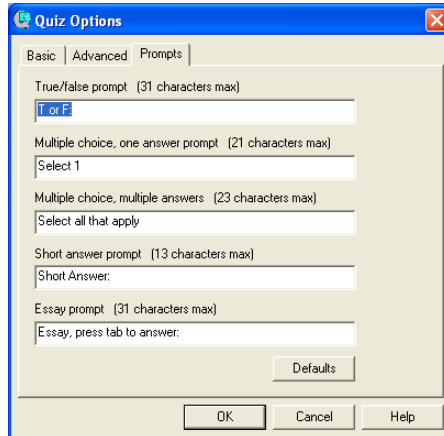 Quiz Options
Basic Advanced Prompts
True/false prompt (31 characters max)
T or F:
Multiple choice, one answer prompt (21 characters max)
Select 1
Multiple choice, multiple answers (23 characters max)
Select all that apply
Short answer prompt (13 characters max)
Short Answer:
Essay prompt (31 characters max)
Essay, press tab to answer:
Defaults
OK Cancel Help